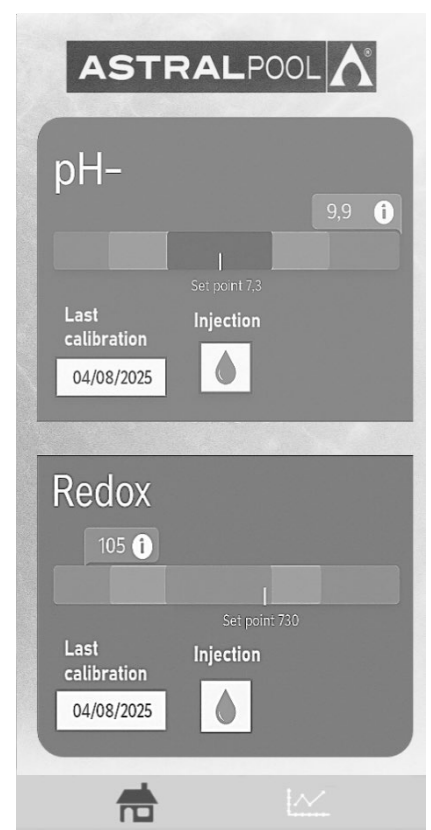 ASTRALPOOL®
pH–
9,9 i
Set point 7,3
Last
calibration
Injection
04/08/2025
Redox
105 i
Set point 730
Last
calibration
Injection
04/08/2025